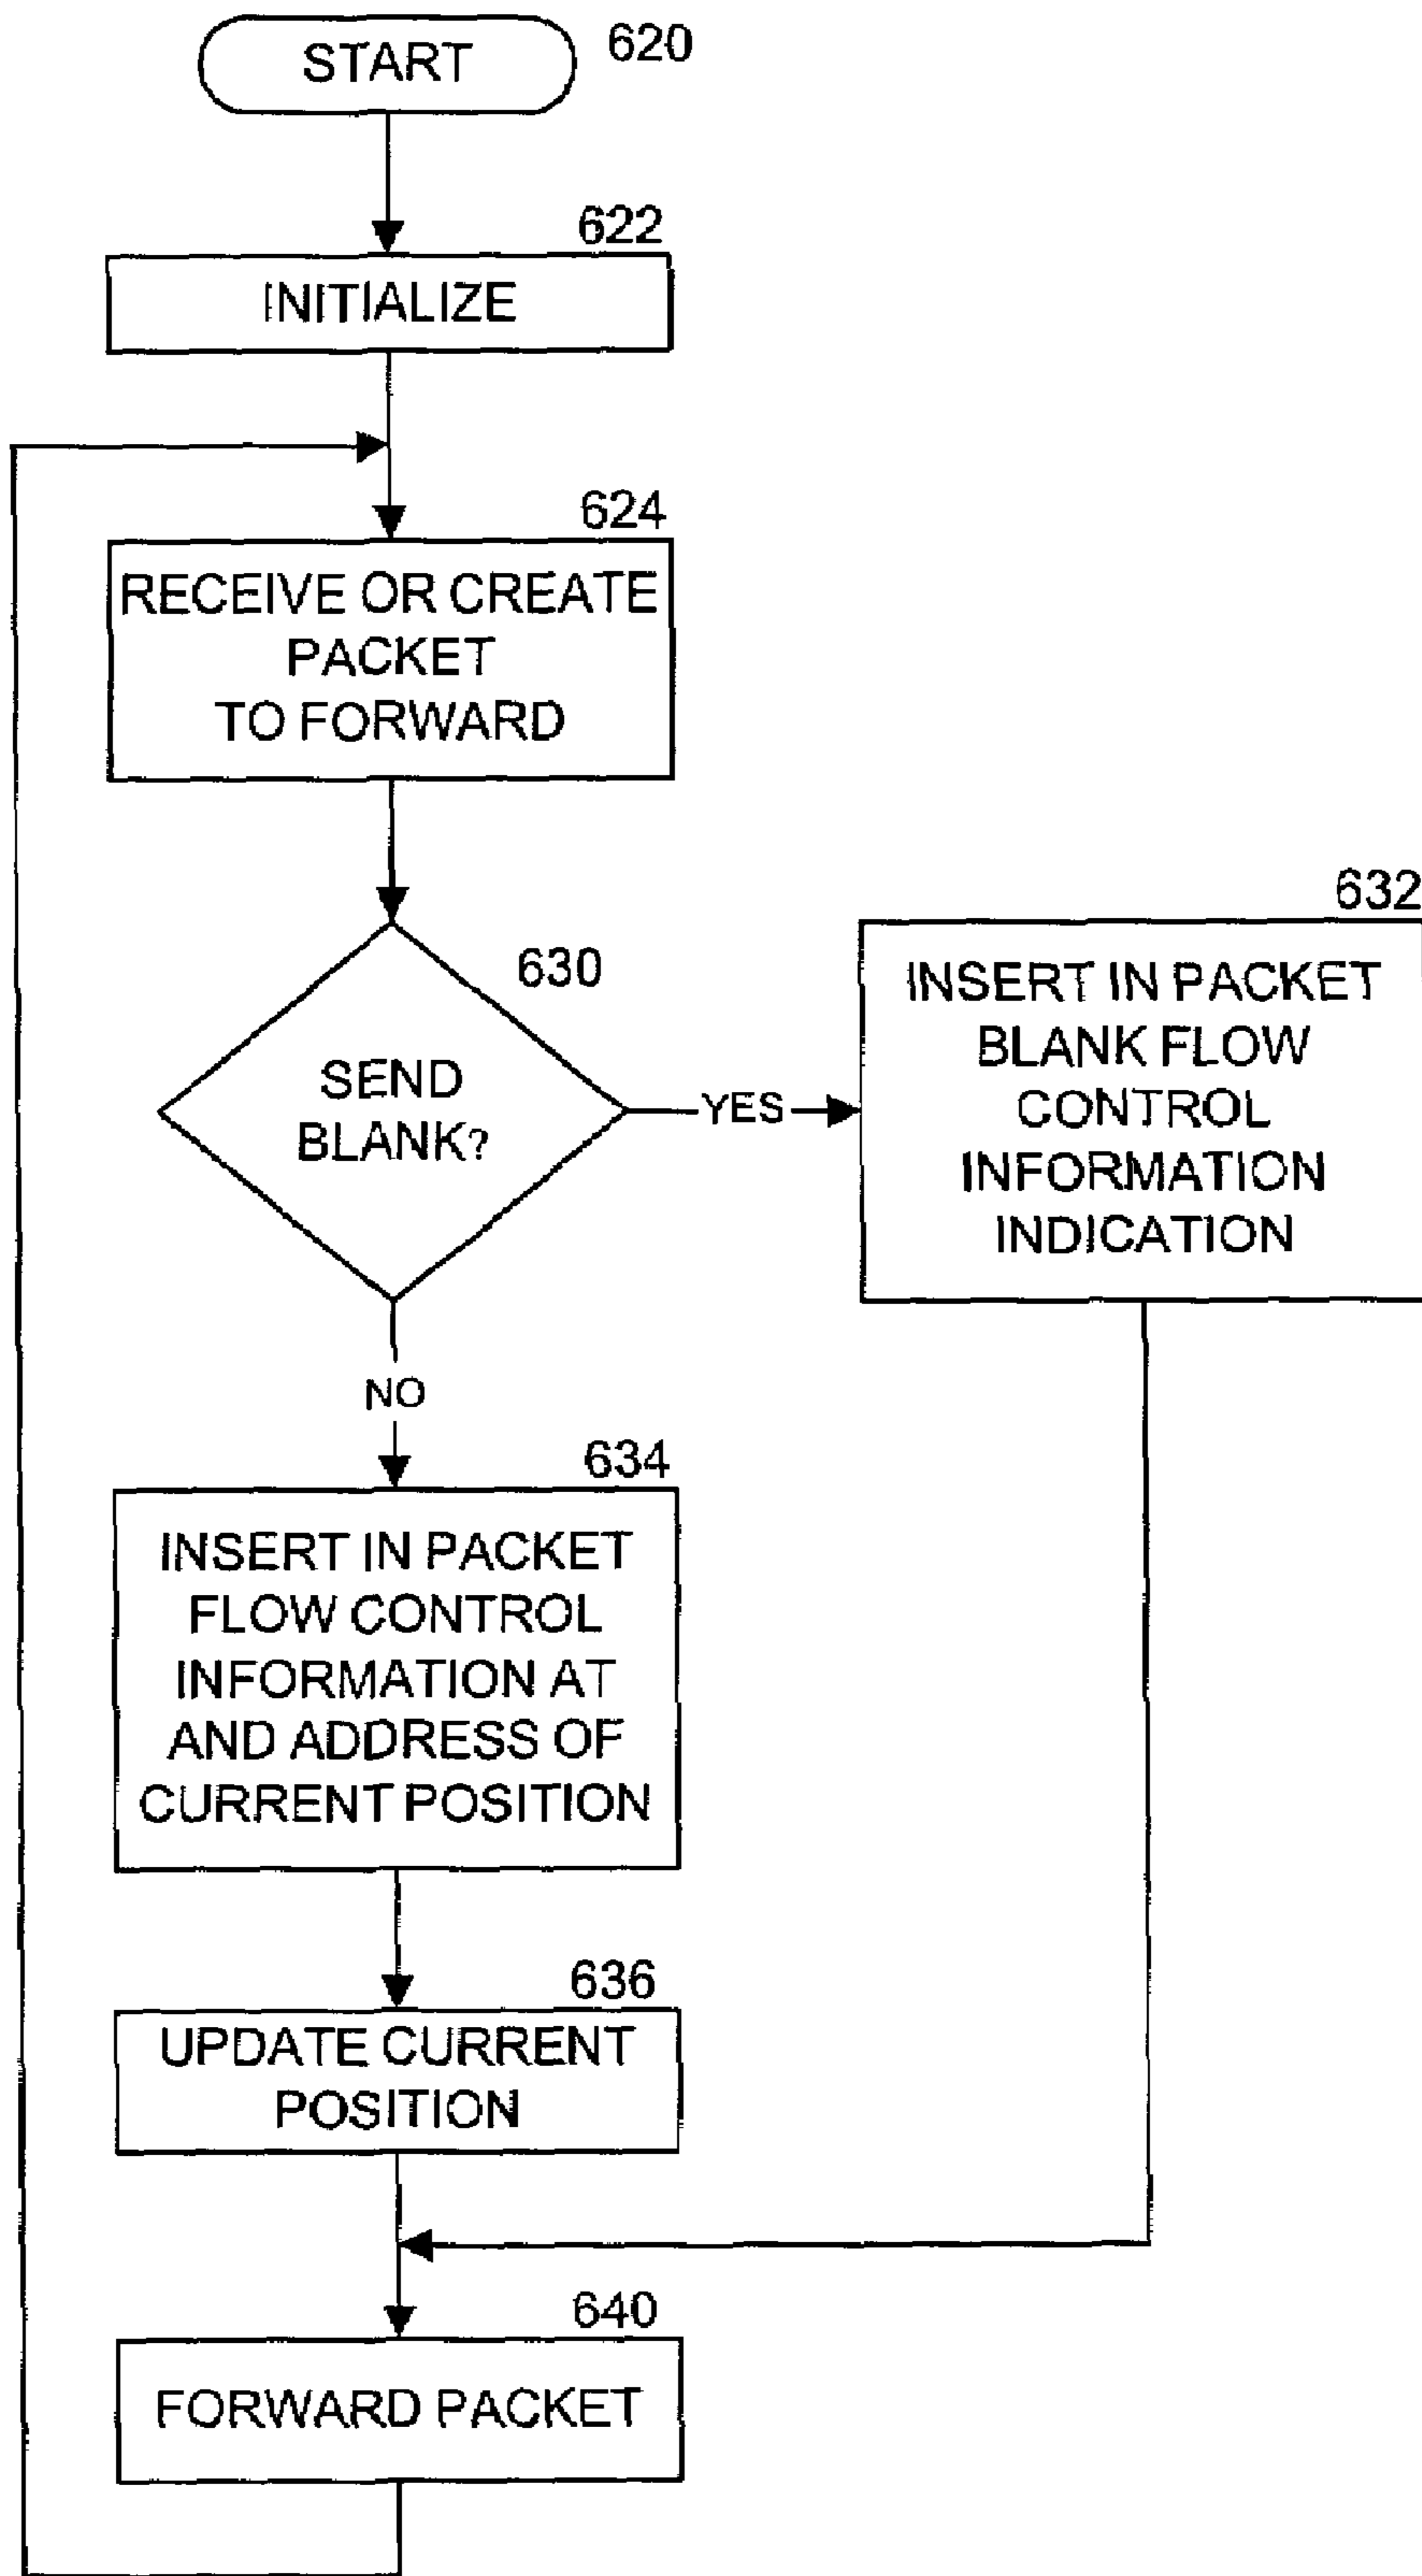 START
620
622
INITIALIZE
624
RECEIVE OR CREATE
PACKET
TO FORWARD
630
SEND
BLANK?
YES
632
INSERT IN PACKET
BLANK FLOW
CONTROL
INFORMATION
INDICATION
NO
634
INSERT IN PACKET
FLOW CONTROL
INFORMATION AT
AND ADDRESS OF
CURRENT POSITION
636
UPDATE CURRENT
POSITION
640
FORWARD PACKET